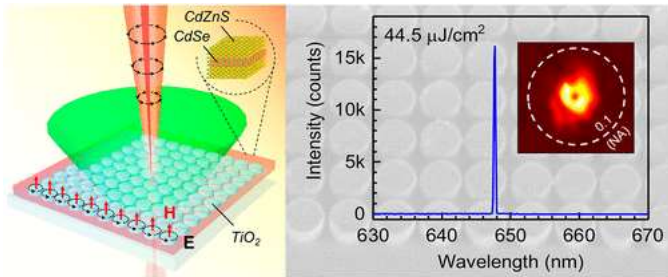 CdZnS
CdSe
H
E
TiO2
44.5 μJ/cm²
Intensity (counts)
15k
10k
5k
0
0.1
(NA)
630 640 650 660 670
Wavelength (nm)